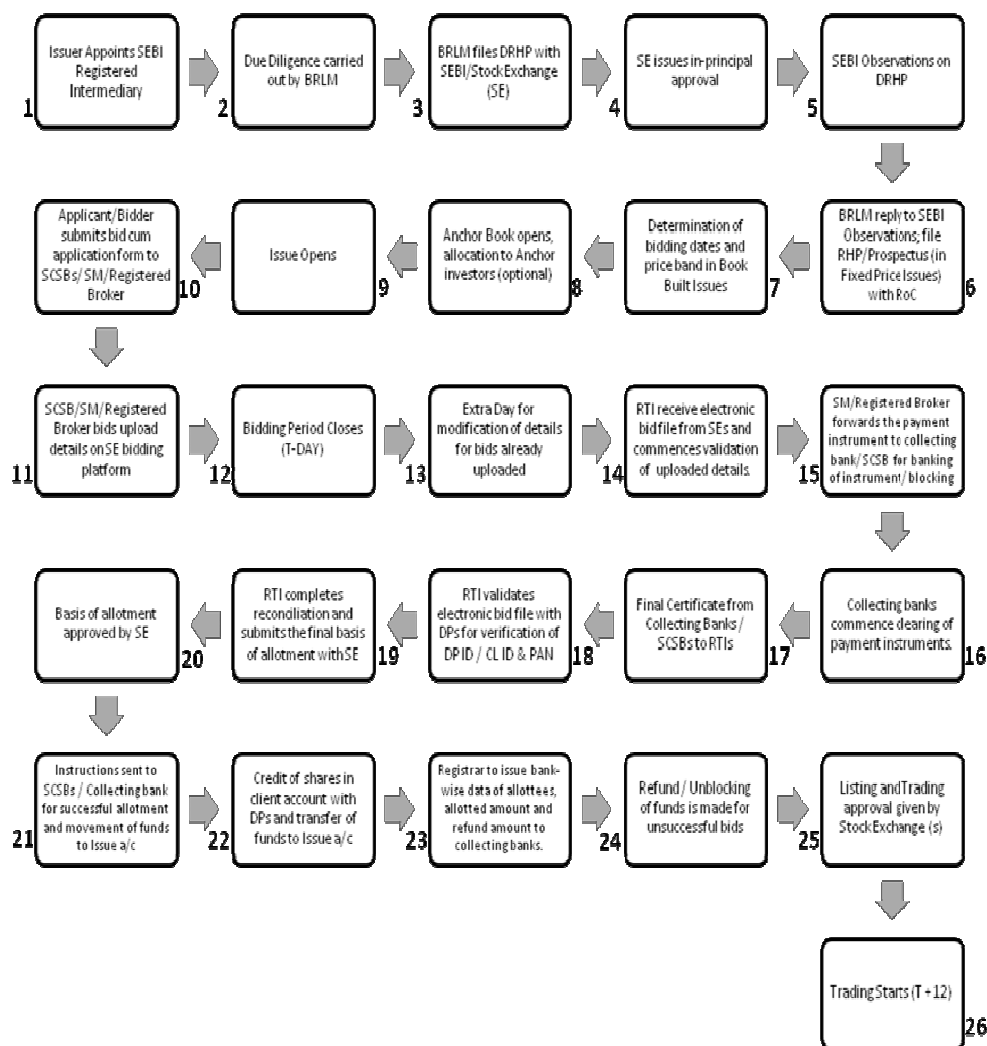 Issuer Appoints SEBI
Registered
Intermediary
1
Due Diligence carried
out by BRLM
2
BRLM files DRHP with
SEBI/Stock Exchange
(SE)
3
SE issues in-principal
approval
4
SEBI Observations on
DRHP
5
BRLM reply to SEBI
Observations; file
RHP/Prospectus (in
Fixed Price Issues)
with RoC
6
Determination of
bidding dates and
price band in Book
Built Issues
7
Anchor Book opens,
allocation to Anchor
investors (optional)
8
Issue Opens
9
Applicant/Bidder
submits bid cum
application form to
SCSBs/SM/Registered
Broker
10
SCSB/SM/Registered
Broker bids upload
details on SE bidding
platform
11
Bidding Period Closes
(T-DAY)
12
Extra Day for
modification of details
for bids already
uploaded
13
RTI receive electronic
bid file from SEs and
commences validation
of uploaded details.
14
SM/Registered Broker
forwards the payment
instrument to collecting
bank/SCSB for banking
of instrument/ blocking
15
Collecting banks
commence clearing of
payment instruments.
16
Final Certificate from
Collecting Banks /
SCSBs to RTIs
17
RTI validates
electronic bid file with
DPs for verification of
DP ID / CL ID & PAN
18
RTI completes
reconciliation and
submits the final basis
of allotment with SE
19
Basis of allotment
approved by SE
20
Instructions sent to
SCSBs / Collecting bank
for successful allotment
and movement of funds
to Issue a/c
21
Credit of shares in
client account with
DPs and transfer of
funds to Issue a/c
22
Registrar to issue bank-
wise data of allottees,
allotted amount and
refund amount to
collecting banks.
23
Refund / Unblocking
of funds is made for
unsuccessful bids
24
Listing and Trading
approval given by
Stock Exchange (s)
25
Trading Starts (T + 12)
26